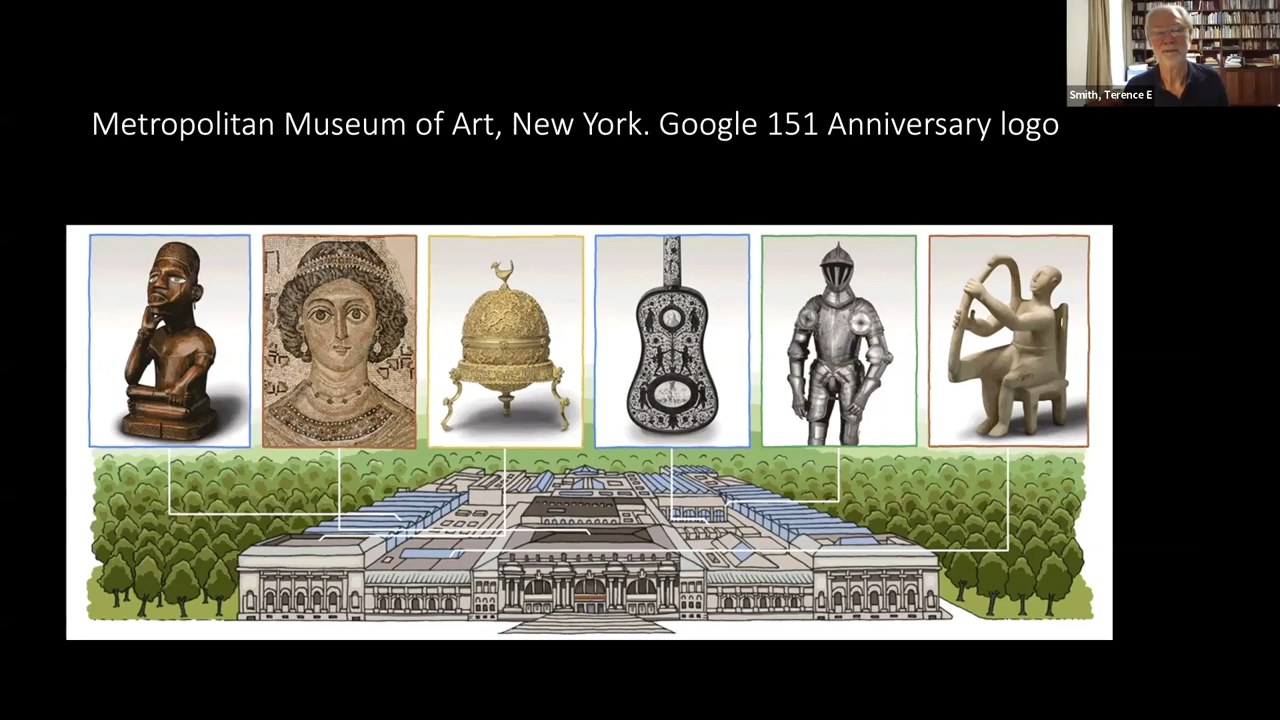 Smith, Terence E
Metropolitan Museum of Art, New York. Google 151 Anniversary logo